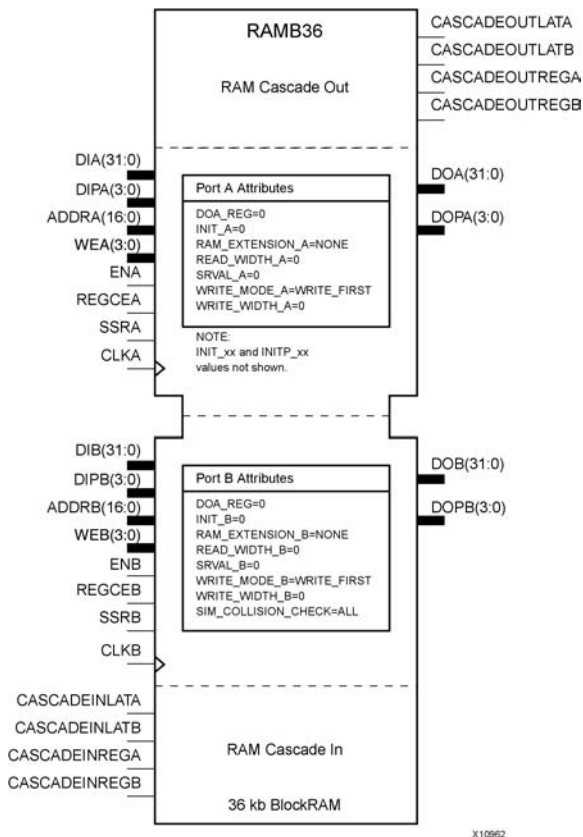 RAMB36
CASCADEOUTLATA
CASCADEOUTLATB
RAM Cascade Out
CASCADEOUTREGA
CASCADEOUTREGB
DIA(31:0)
DIPA(3:0)
ADDRA(16:0)
WEA(3:0)
ENA
REGCEA
SSRA
CLKA
Port A Attributes
DOA_REG=0
INIT_A=0
RAM_EXTENSION_A=NONE
READ_WIDTH_A=0
SRVAL_A=0
WRITE_MODE_A=WRITE_FIRST
WRITE_WIDTH_A=0
NOTE:
INIT_xx and INITP_xx
values not shown.
DOA(31:0)
DOPA(3:0)
DIB(31:0)
DIPB(3:0)
ADDRB(16:0)
WEB(3:0)
ENB
REGCEB
SSRB
CLKB
Port B Attributes
DOA_REG=0
INIT_B=0
RAM_EXTENSION_B=NONE
READ_WIDTH_B=0
SRVAL_B=0
WRITE_MODE_B=WRITE_FIRST
WRITE_WIDTH_B=0
SIM_COLLISION_CHECK=ALL
DOB(31:0)
DOPB(3:0)
CASCADEINLATA
CASCADEINLATB
CASCADEINREGA
CASCADEINREGB
RAM Cascade In
36 kb BlockRAM
X10962